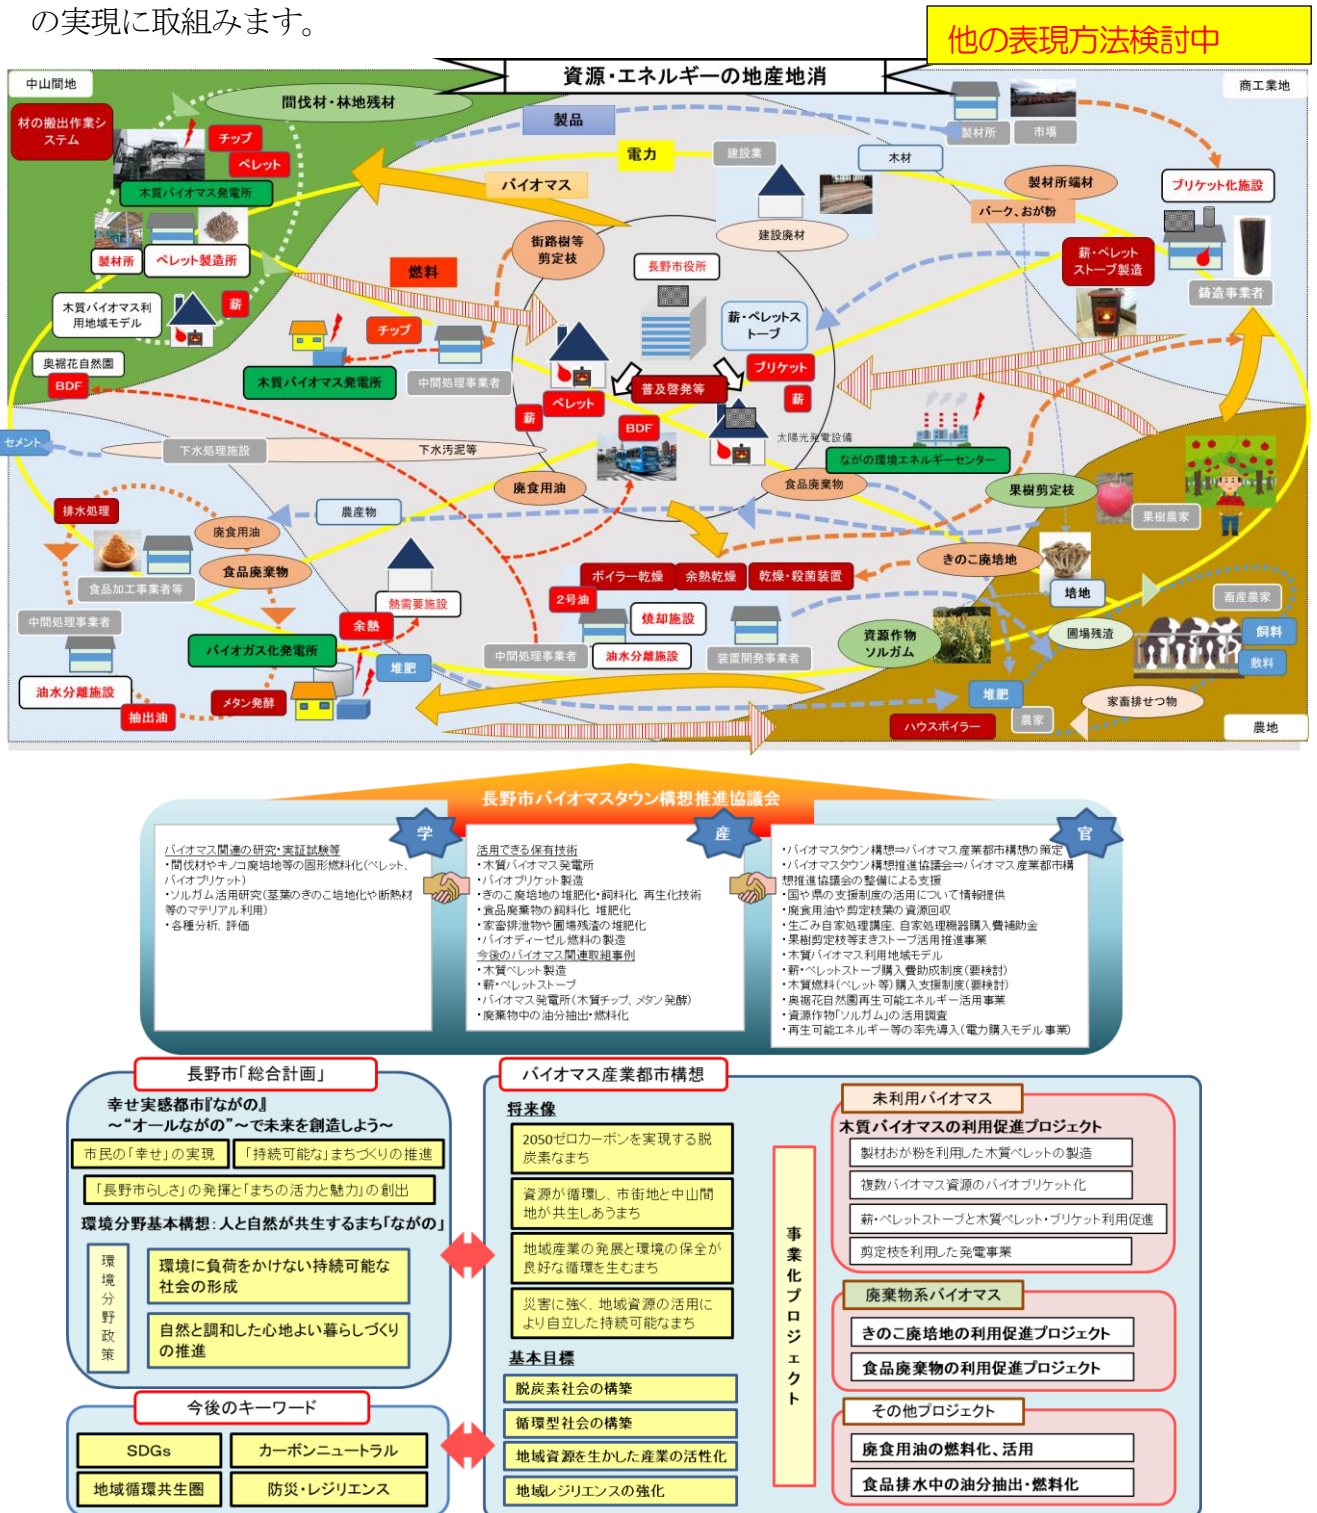 の実現に取組みます。
他の表現方法検討中
資源・エネルギーの地産地消
中山間地
商工業地
間伐材・林地残材
材の搬出作業シ
ステム
チップ
ペレット
木質バイオマス発電所
製材所
ペレット製造所
木質バイオマス利
用地域モデル
薪
奥裾花自然園
BDF
製品
電力
バイオマス
燃料
建設業
建設廃材
木材
製材所
市場
製材所端材
バーク、おが粉
ブリケット化施設
薪・ペレット
ストーブ製造
鋳造事業者
街路樹等
剪定枝
長野市役所
薪・ペレットス
トーブ
チップ
中間処理事業者
木質バイオマス発電所
ペレット
薪
普及啓発等
ブリケット
薪
BDF
太陽光発電設備
ながの環境エネルギーセンター
セメント
下水処理施設
下水汚泥等
廃食用油
食品廃棄物
果樹剪定枝
果樹農家
農産物
排水処理
廃食用油
食品加工事業者等
食品廃棄物
中間処理事業者
油水分離施設
抽出油
バイオガス化発電所
メタン発酵
熱需要施設
余熱
堆肥
ボイラー乾燥
余熱乾燥
乾燥・殺菌装置
2号油
焼却施設
中間処理事業者
油水分離施設
装置開発事業者
きのこ廃培地
培地
資源作物
ソルガム
圃場残渣
畜産農家
飼料
敷料
堆肥
農家
家畜排せつ物
ハウスボイラー
農地
長野市バイオマスタウン構想推進協議会
学
バイオマス関連の研究・実証試験等
・間伐材やキノコ廃培地等の固形燃料化(ペレット、
バイオブリケット)
・ソルガム活用研究(茎葉のきのこ培地化や断熱材
等のマテリアル利用)
・各種分析、評価
産
活用できる保有技術
・木質バイオマス発電所
・バイオブリケット製造
・きのこ廃培地の堆肥化・飼料化、再生化技術
・食品廃棄物の飼料化、堆肥化
・家畜排泄物や圃場残渣の堆肥化
・バイオディーゼル燃料の製造
今後のバイオマス関連取組事例
・木質ペレット製造
・薪・ペレットストーブ
・バイオマス発電所(木質チップ、メタン発酵)
・廃棄物中の油分抽出・燃料化
官
・バイオマスタウン構想⇒バイオマス産業都市構想の策定
・バイオマスタウン構想推進協議会⇒バイオマス産業都市構
想推進協議会の整備による支援
・国や県の支援制度の活用について情報提供
・廃食用油や剪定枝葉の資源回収
・生ごみ自家処理講座、自家処理機器購入費補助金
・果樹剪定枝等まきストーブ活用推進事業
・木質バイオマス利用地域モデル
・薪・ペレットストーブ購入費助成制度(要検討)
・木質燃料(ペレット等)購入支援制度(要検討)
・奥裾花自然園再生可能エネルギー活用事業
・資源作物「ソルガム」の活用調査
・再生可能エネルギー等の率先導入(電力購入モデル事業)
長野市「総合計画」
幸せ実感都市『ながの』
～“オールながの”～で未来を創造しよう～
市民の「幸せ」の実現
「持続可能な」まちづくりの推進
「長野市らしさ」の発揮と「まちの活力と魅力」の創出
環境分野基本構想：人と自然が共生するまち「ながの」
環境分野政策
環境に負荷をかけない持続可能な
社会の形成
自然と調和した心地よい暮らしづくり
の推進
今後のキーワード
SDGs
カーボンニュートラル
地域循環共生圏
防災・レジリエンス
バイオマス産業都市構想
将来像
2050ゼロカーボンを実現する脱
炭素なまち
資源が循環し、市街地と中山間
地が共生しあうまち
地域産業の発展と環境の保全が
良好な循環を生むまち
災害に強く、地域資源の活用に
より自立した持続可能なまち
基本目標
脱炭素社会の構築
循環型社会の構築
地域資源を生かした産業の活性化
地域レジリエンスの強化
事業化プロジェクト
未利用バイオマス
木質バイオマスの利用促進プロジェクト
製材おが粉を利用した木質ペレットの製造
複数バイオマス資源のバイオブリケット化
薪・ペレットストーブと木質ペレット・ブリケット利用促進
剪定枝を利用した発電事業
廃棄物系バイオマス
きのこ廃培地の利用促進プロジェクト
食品廃棄物の利用促進プロジェクト
その他プロジェクト
廃食用油の燃料化、活用
食品排水中の油分抽出・燃料化